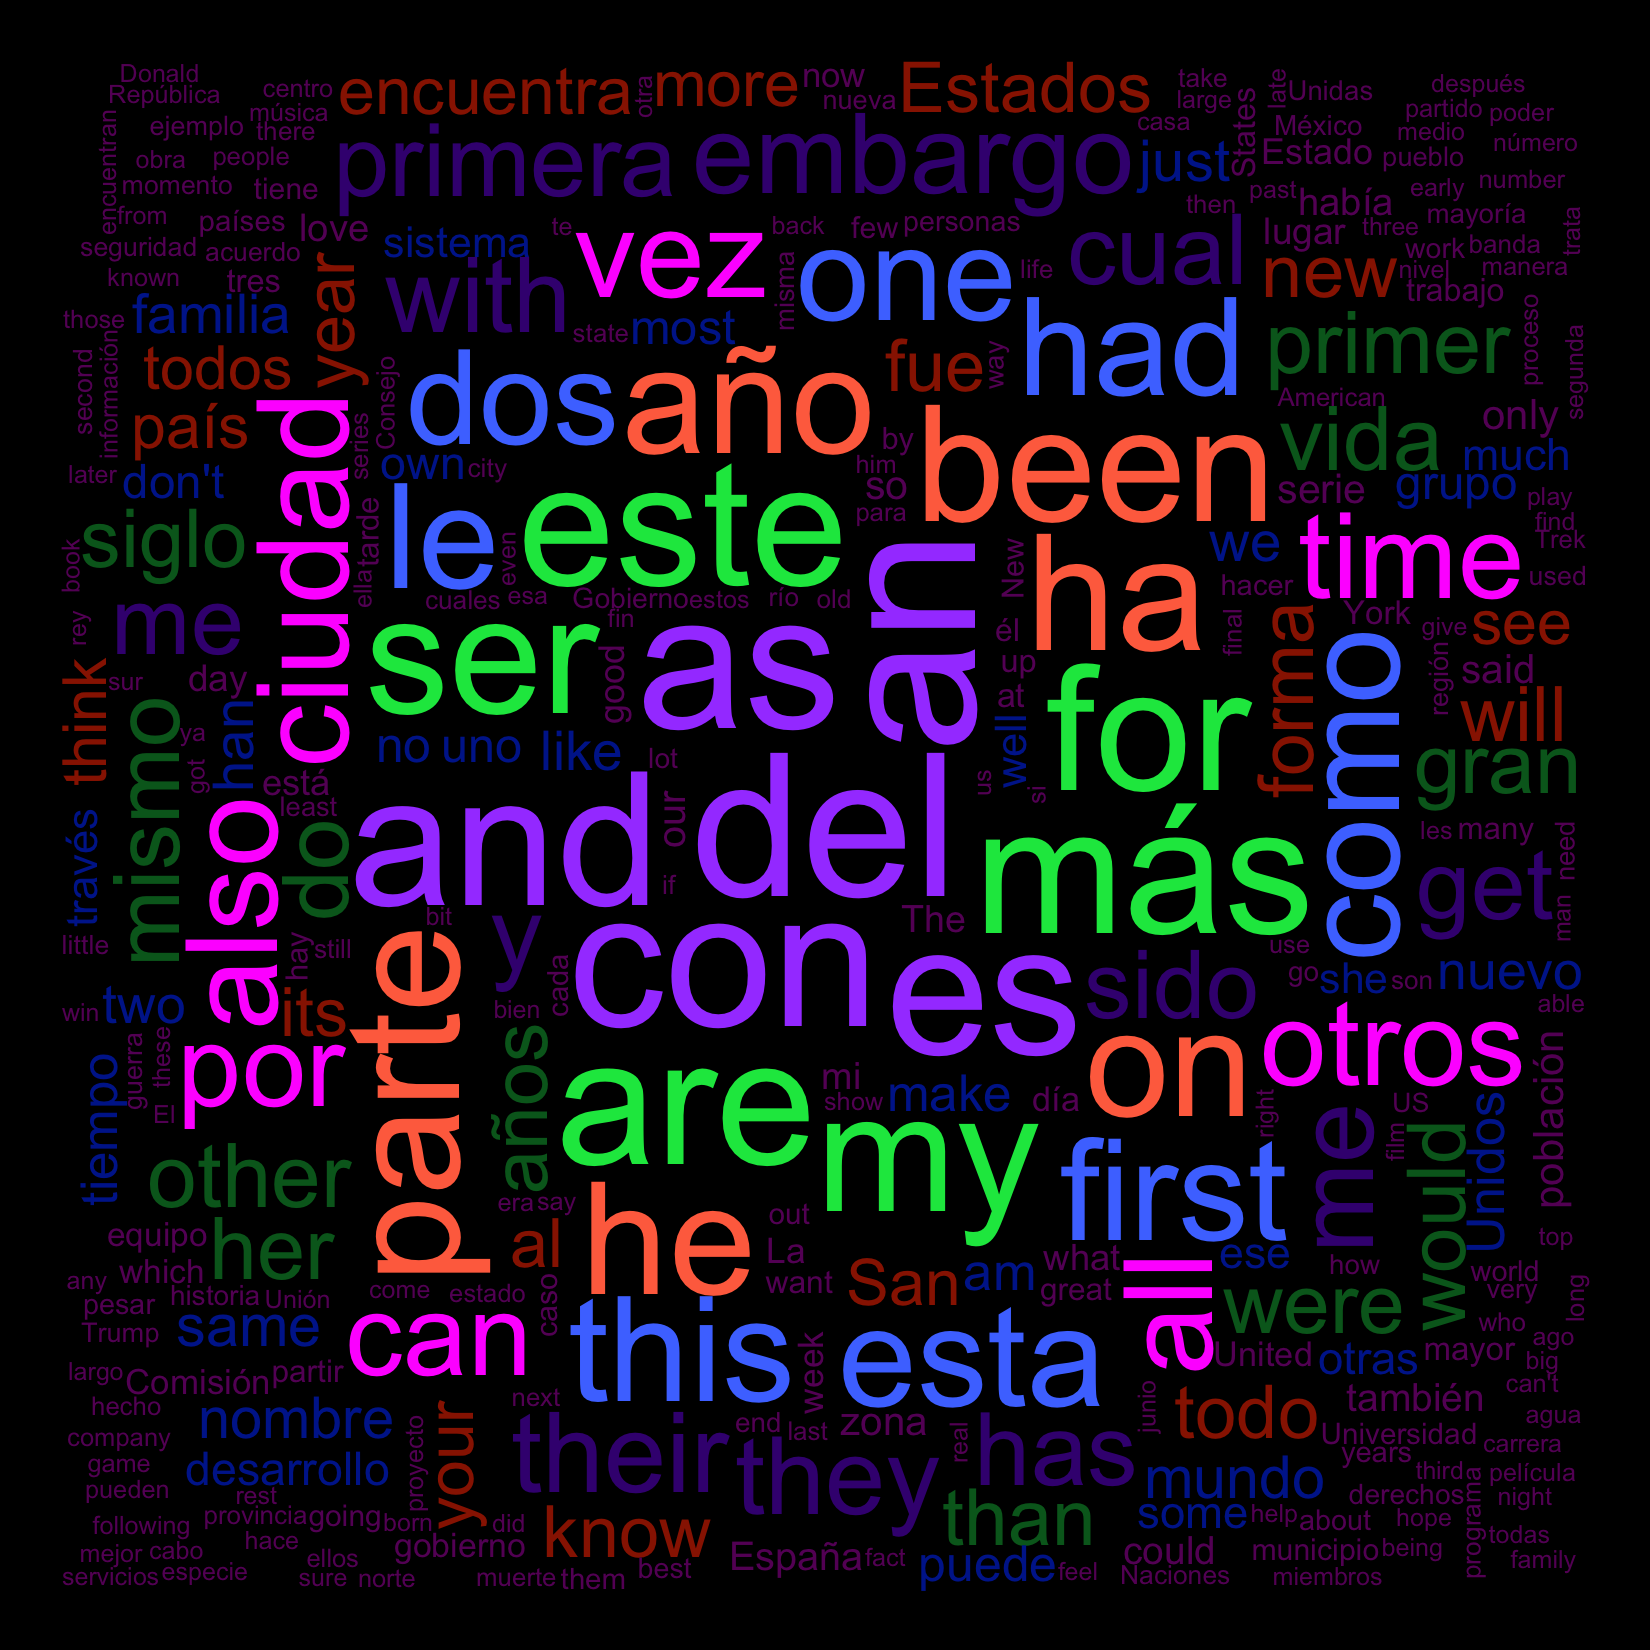 Donald
República
centro
encuentra
otra
more
now
nueva
Estados
take
large
late
Unidas
después
partido
poder
música
ejemplo
there
primera
embargo
casa
just
States
México
Estado
medio
pueblo
número
encuentran
obra
people
momento
tiene
from
países
love
seguridad
acuerdo
known
tres
sistema
te
vez
back
few
personas
cual
then
past
había
early
number
mayoría
lugar
three
work
banda
trata
with
misma
one
life
new
nivel
manera
trabajo
those
familia
year
state
most
had
primer
proceso
segunda
second
información
todos
Consejo
dos
año
fue
way
American
país
ciudad
series
own
city
by
him
been
vida
only
much
later
don't
le
este
so
para
serie
grupo
play
siglo
tarde
even
an
New
ha
we
time
find
Trek
book
ella
cuales
esa
Gobierno
estos
río
old
hacer
used
rey
me
ser
fin
as
él
final
York
give
see
think
sur
day
good
up
at
for
forma
como
región
said
will
mismo
ya
han
no
uno
like
lot
well
gran
got
está
least
us
si
través
also
do
and
our
del
más
les
many
need
if
get
man
little
hay
still
parte
bit
y
con
The
es
use
cada
sido
go
she
son
nuevo
win
two
its
bien
able
guerra
these
por
años
on
otros
población
tiempo
El
are
mi
show
make
día
my
right
me
US
film
Unidos
would
other
era
say
he
out
first
equipo
her
al
La
what
ese
how
top
which
want
San
am
great
all
were
world
very
long
any
historia
Unión
come
estado
caso
pesar
Trump
same
can
this
esta
who
ago
United
otras
mayor
big
largo
Comisión
partir
week
can't
hecho
nombre
next
junio
todo
también
agua
company
your
their
end
last
zona
they
real
has
Universidad
years
carrera
game
desarrollo
proyecto
mundo
third
película
pueden
rest
derechos
programa
night
following
provincia
going
born
did
know
than
some
help
about
hope
todas
mejor
cabo
hace
ellos
gobierno
España
fact
puede
could
municipio
being
family
servicios
especie
sure
norte
muerte
them
best
feel
Naciones
miembros